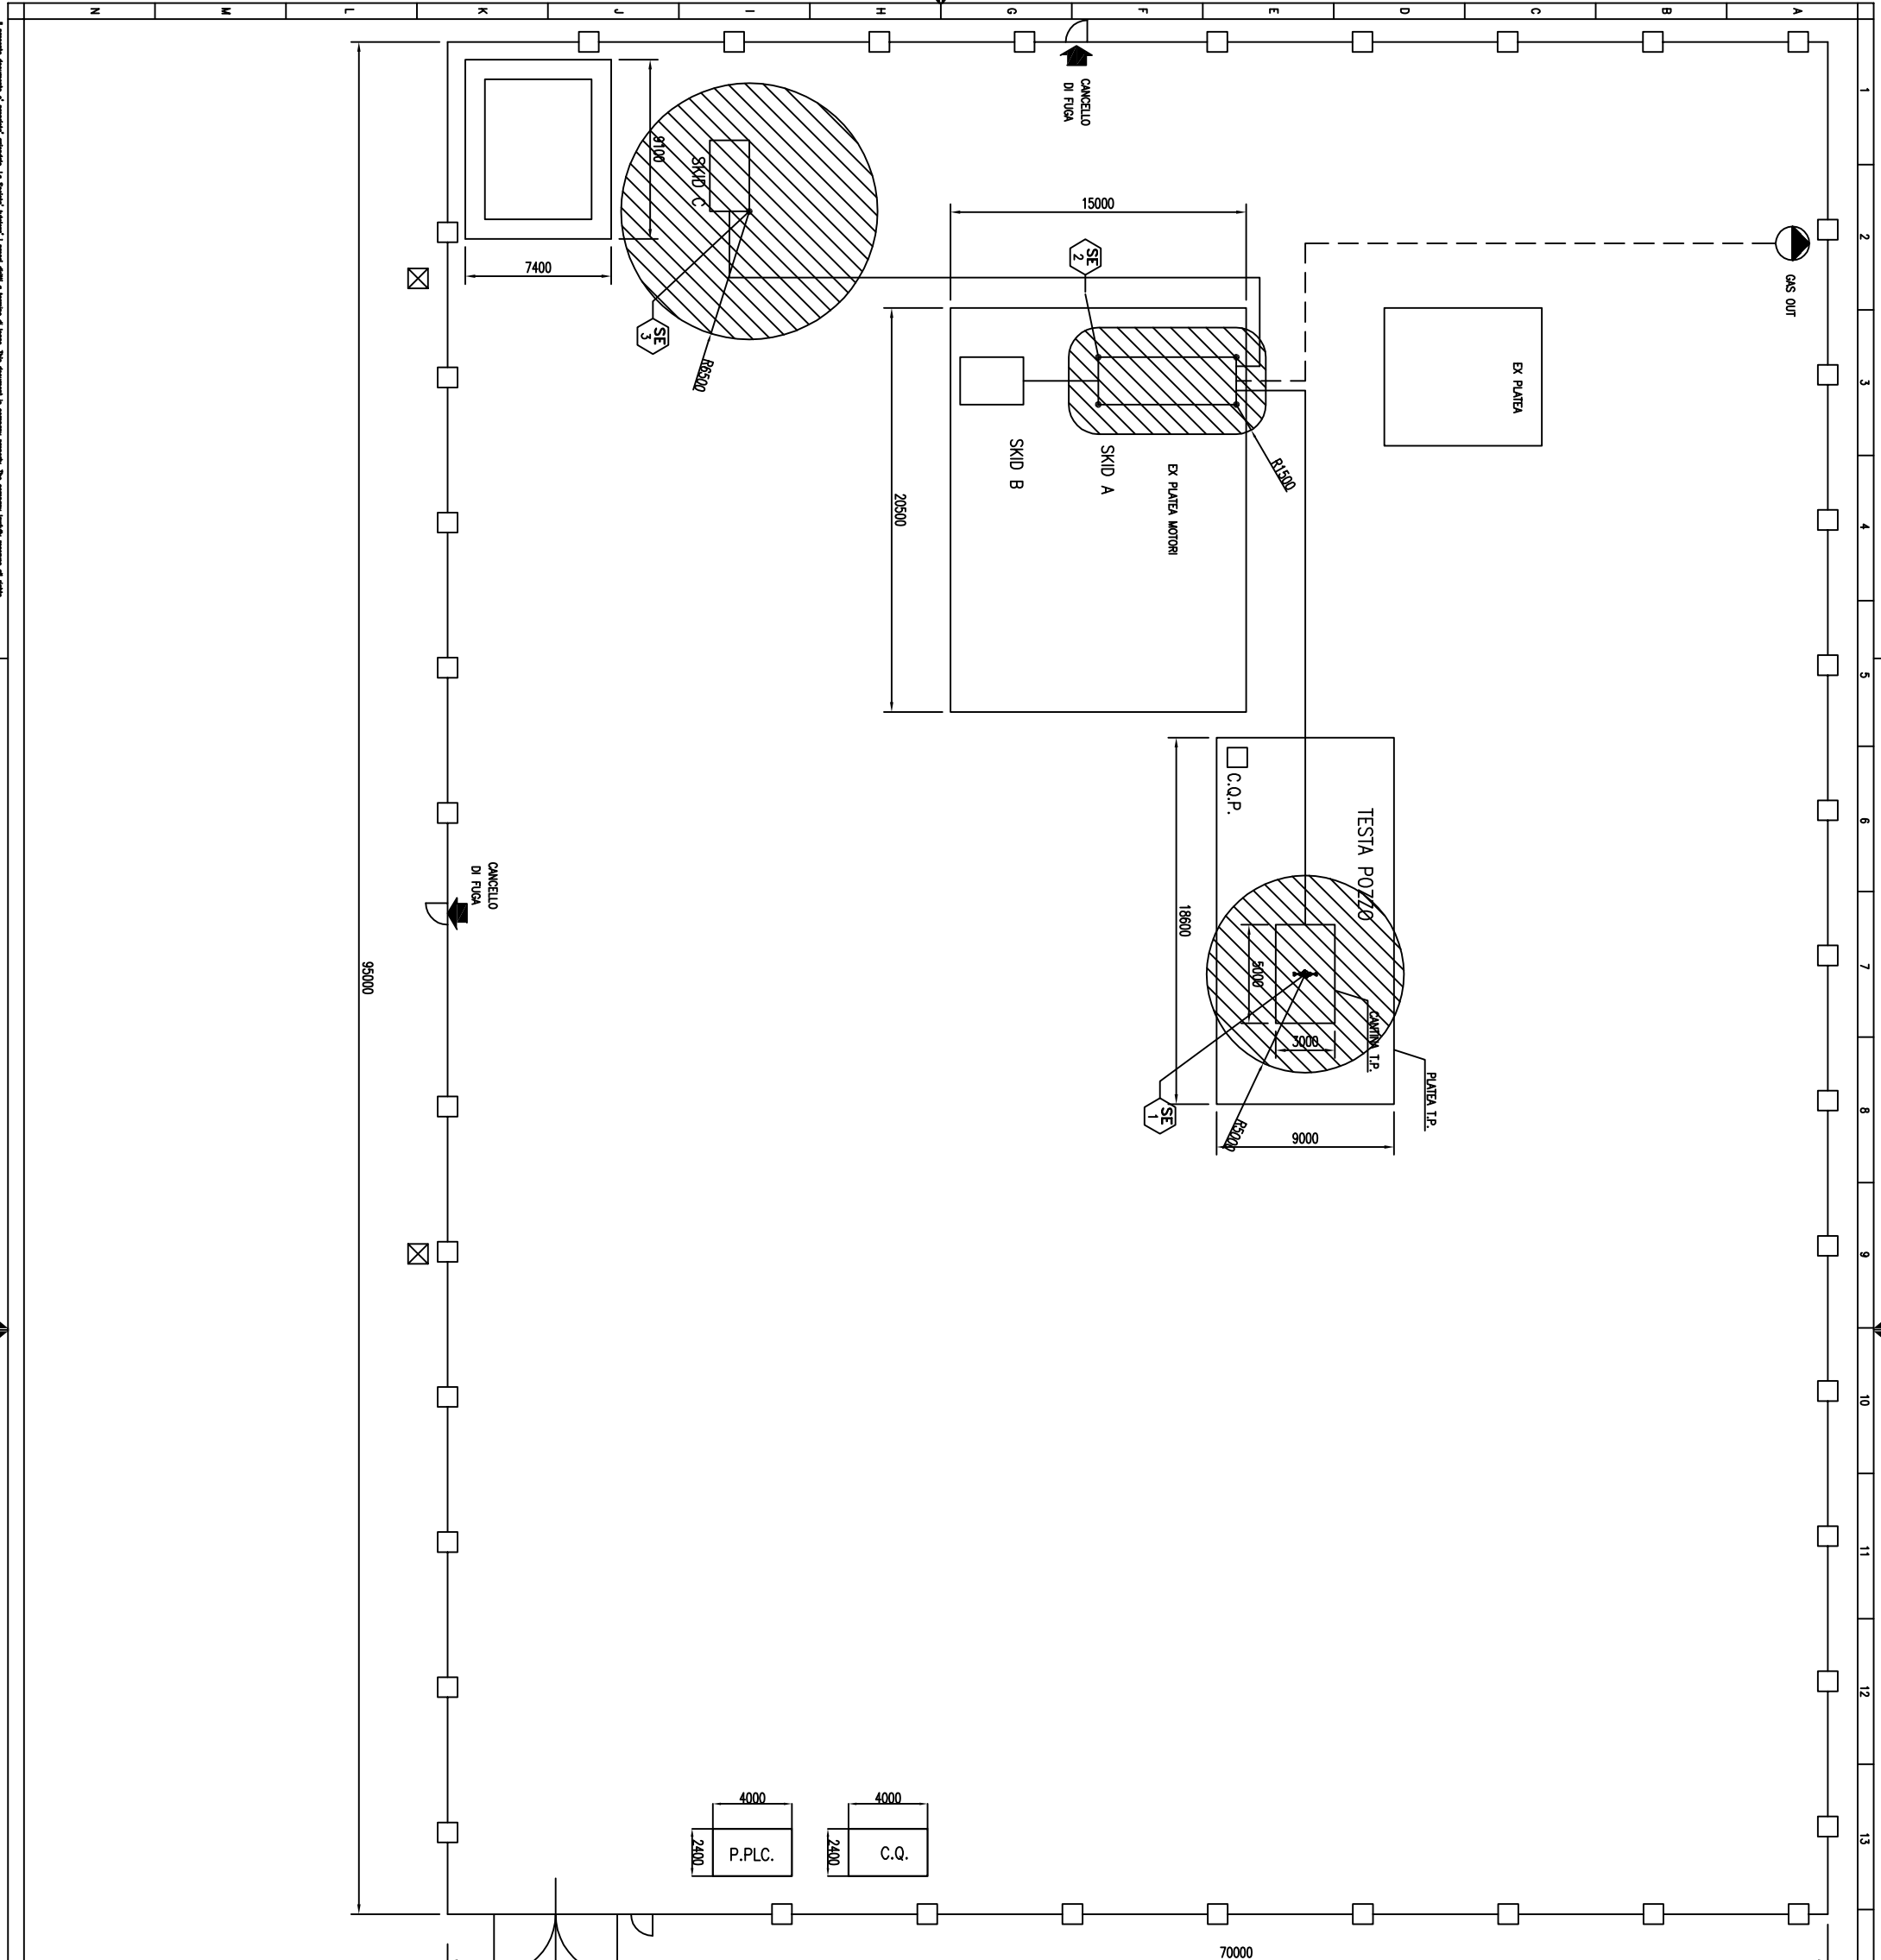 N
M
L
K
J
I
H
G
F
E
D
C
B
A
1
2
3
4
5
6
7
8
9
10
11
12
13
CANCELLO
DI FUGA
GAS OUT
EX PLATEA
15000
SE
2
9100
SKID C
7400
SE
3
R6500
SKID B
SKID A
EX PLATEA MOTORI
R1500
20500
C.Q.P.
TESTA POZZO
18600
5000
3000
CANTINA T.P.
PLATEA T.P.
SE
1
R5000
9000
CANCELLO
DI FUGA
95000
4000
2400
P.PLC.
4000
2400
C.Q.
70000